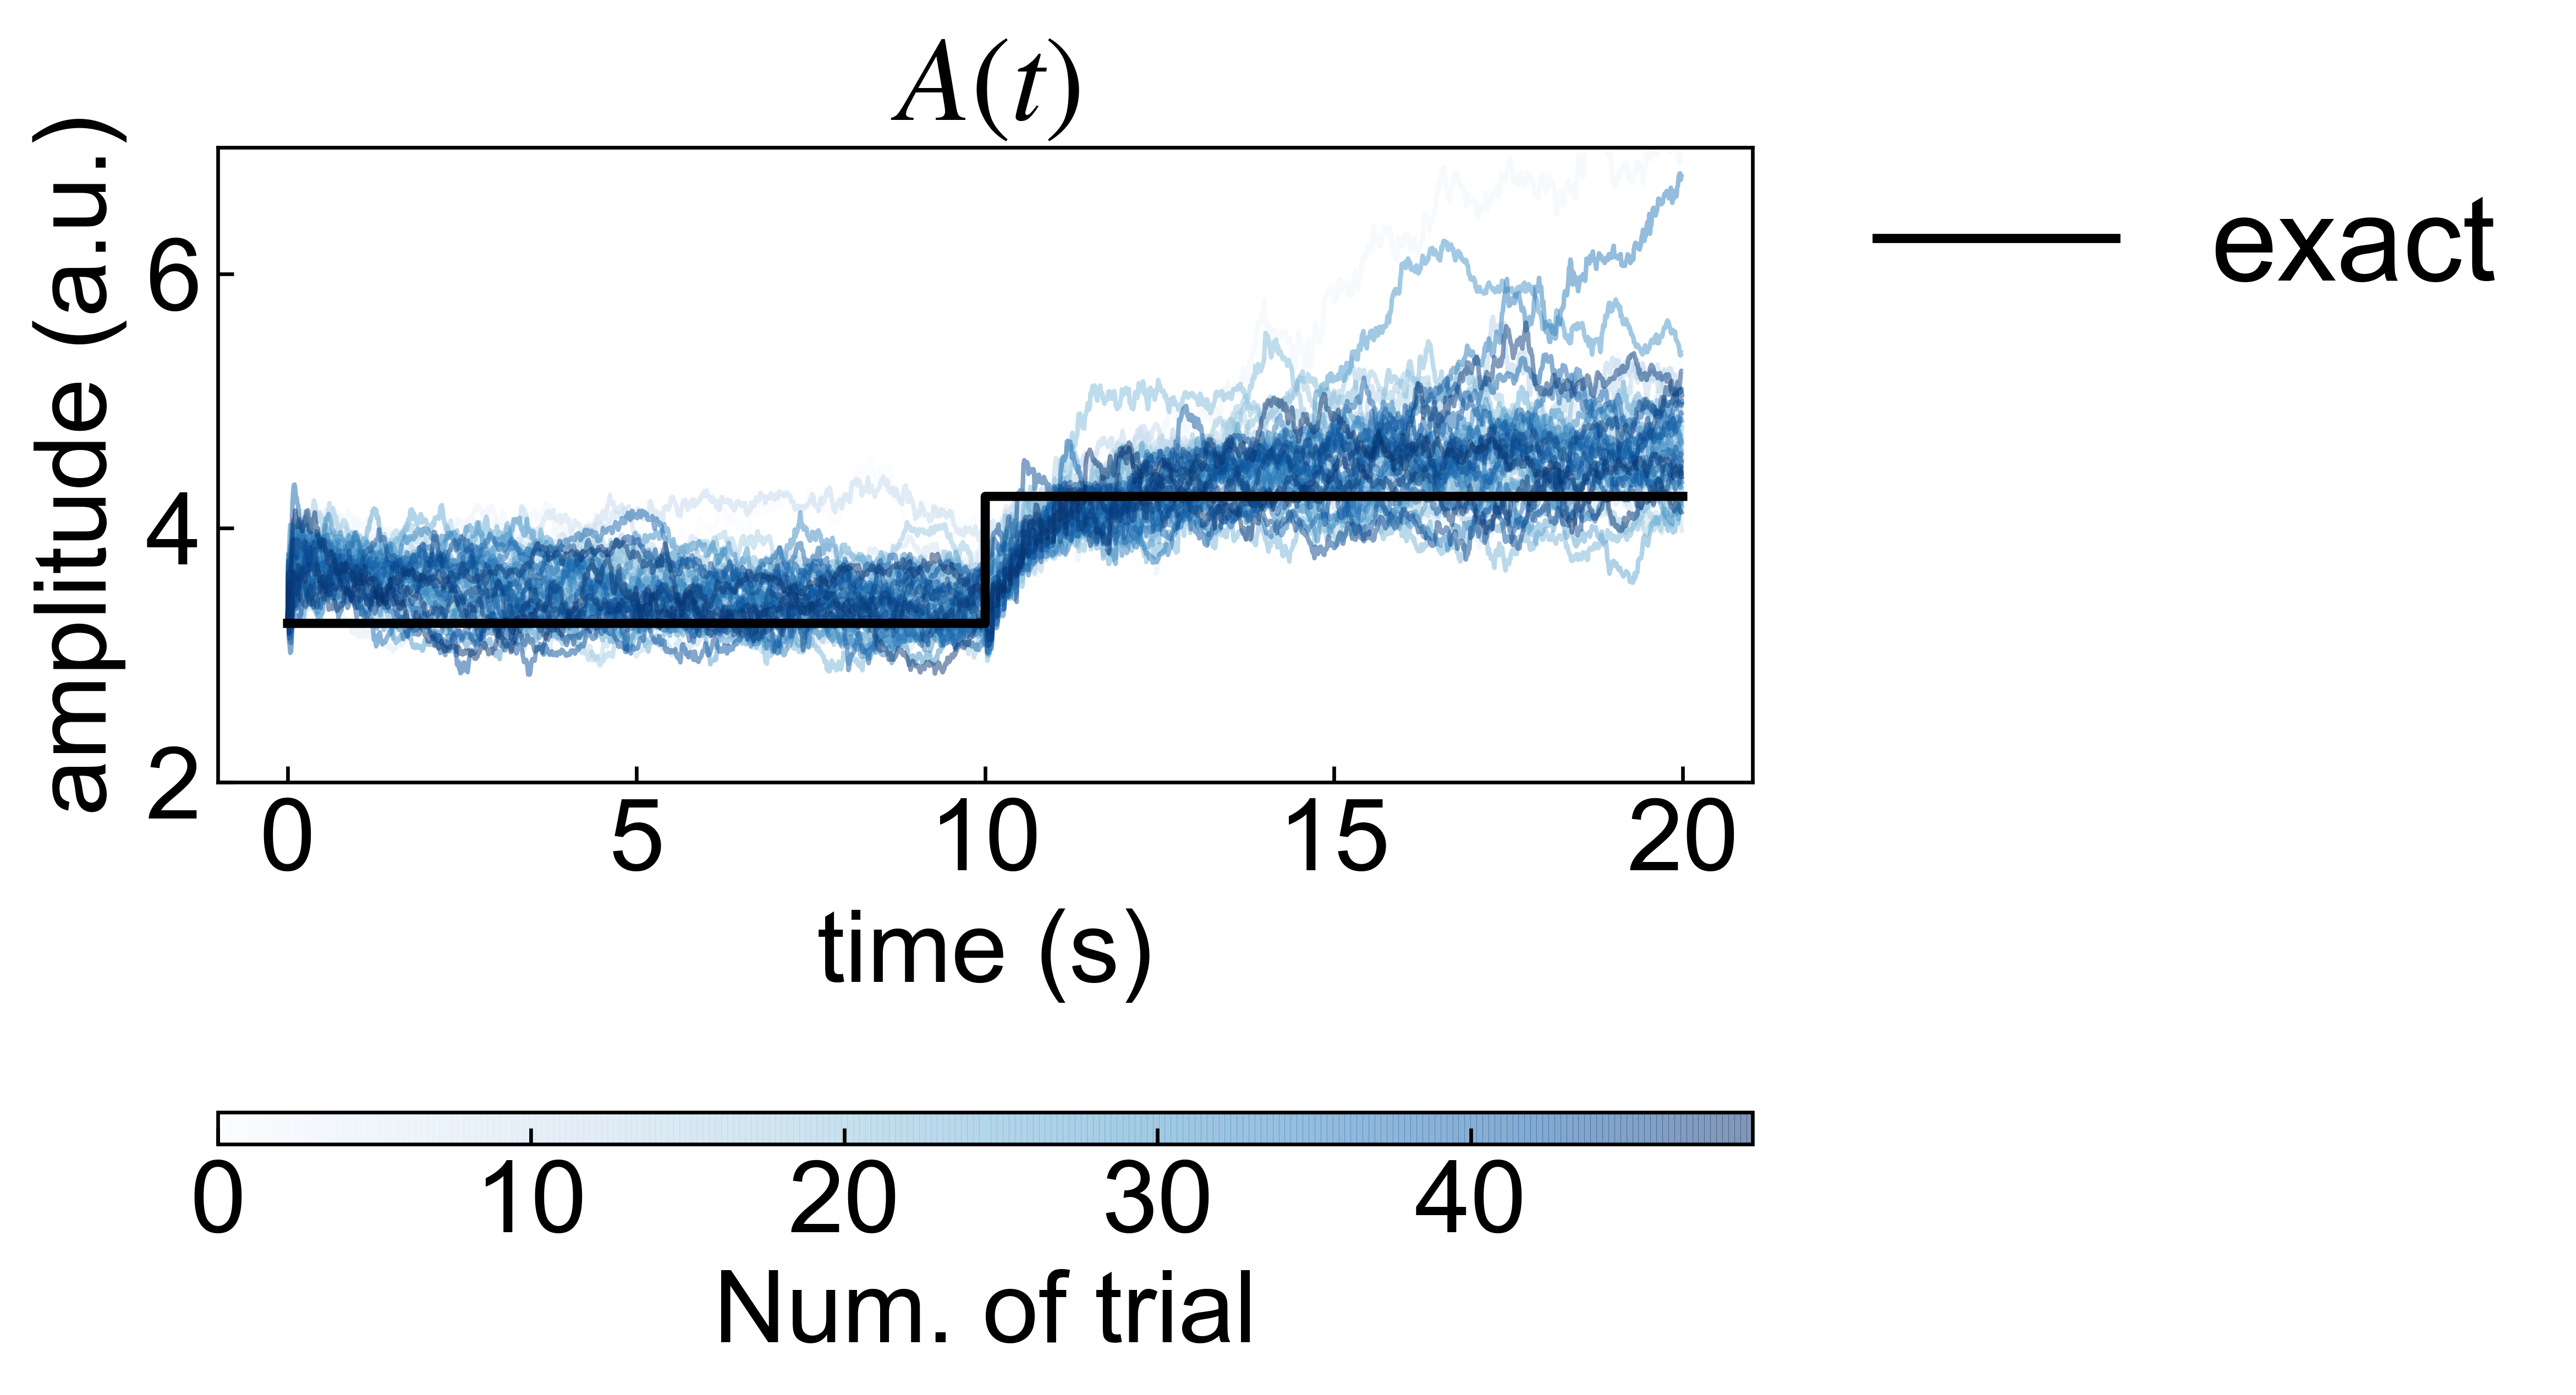 A(t)
exact
amplitude (a.u.)
6
4
2
0 5 10 15 20
time (s)
0 10 20 30 40
Num. of trial